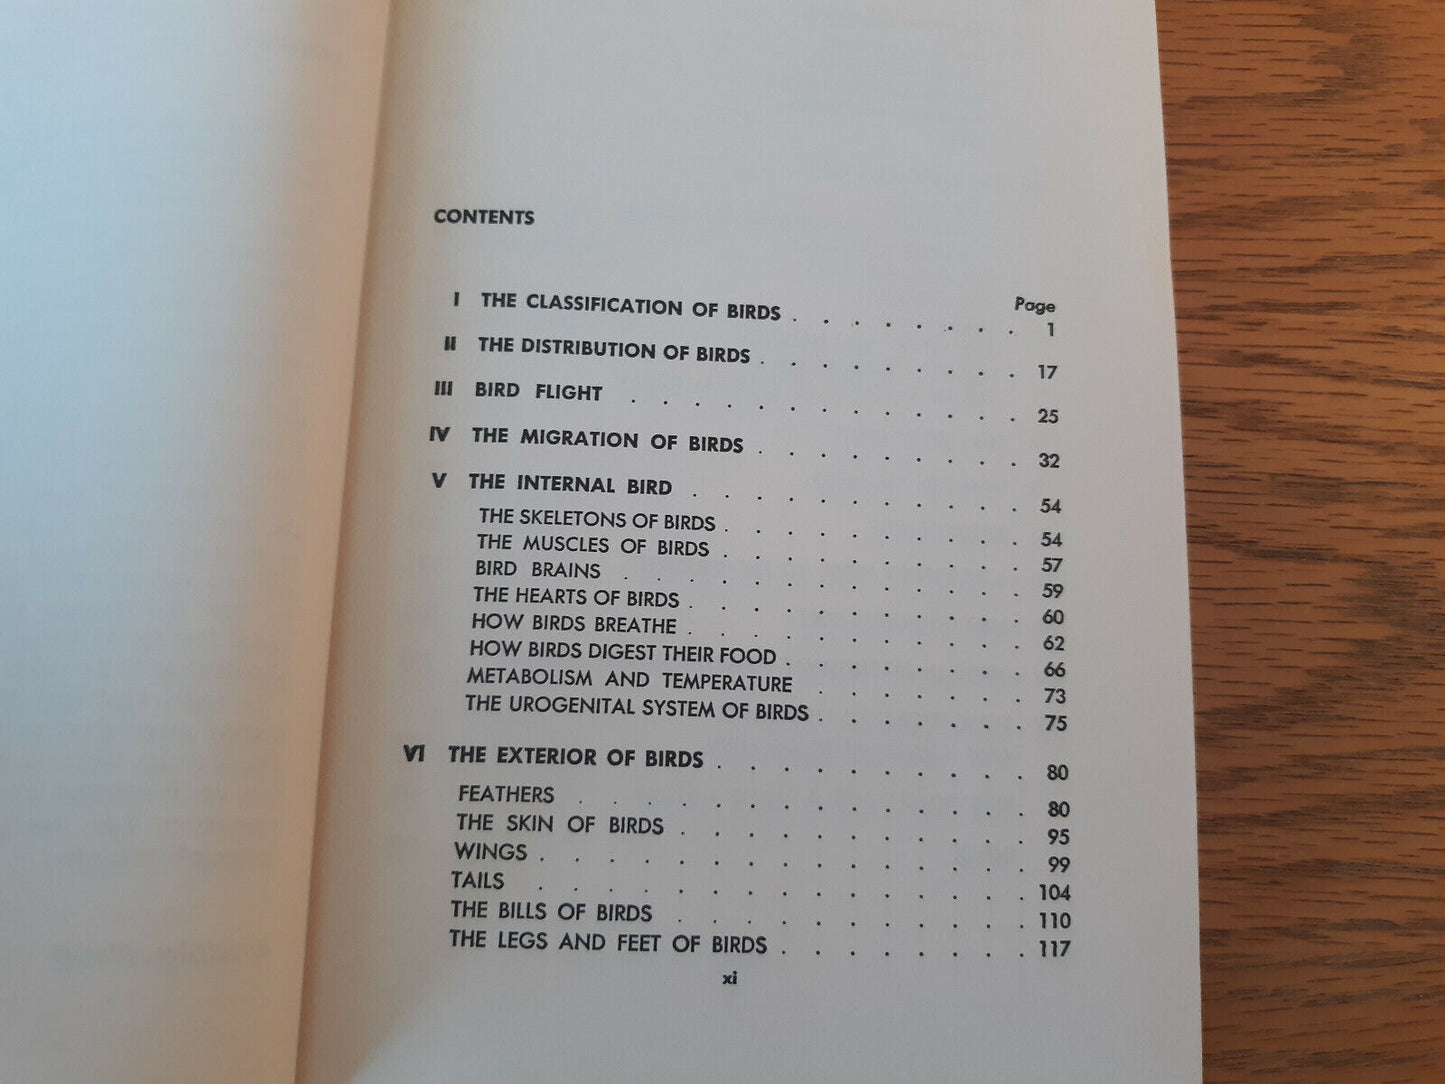 CONTENTS
Page
I THE CLASSIFICATION OF BIRDS . . . . . . . . 1
II THE DISTRIBUTION OF BIRDS . . . . . . . . . 17
III BIRD FLIGHT . . . . . . . . . . . . . 25
IV THE MIGRATION OF BIRDS . . . . . . . . . 32
V THE INTERNAL BIRD . . . . . . . . . . . 54
THE SKELETONS OF BIRDS . . . . . . . . . . 54
THE MUSCLES OF BIRDS . . . . . . . . . . 57
BIRD BRAINS . . . . . . . . . . . . . 59
THE HEARTS OF BIRDS . . . . . . . . . . . 60
HOW BIRDS BREATHE . . . . . . . . . . . 62
HOW BIRDS DIGEST THEIR FOOD . . . . . . . . 66
METABOLISM AND TEMPERATURE . . . . . . . 73
THE UROGENITAL SYSTEM OF BIRDS . . . . . . . 75
VI THE EXTERIOR OF BIRDS . . . . . . . . . . 80
FEATHERS . . . . . . . . . . . . . 80
THE SKIN OF BIRDS . . . . . . . . . . . 95
WINGS . . . . . . . . . . . . . . 99
TAILS . . . . . . . . . . . . . . 104
THE BILLS OF BIRDS . . . . . . . . . . . 110
THE LEGS AND FEET OF BIRDS . . . . . . . . 117
xi